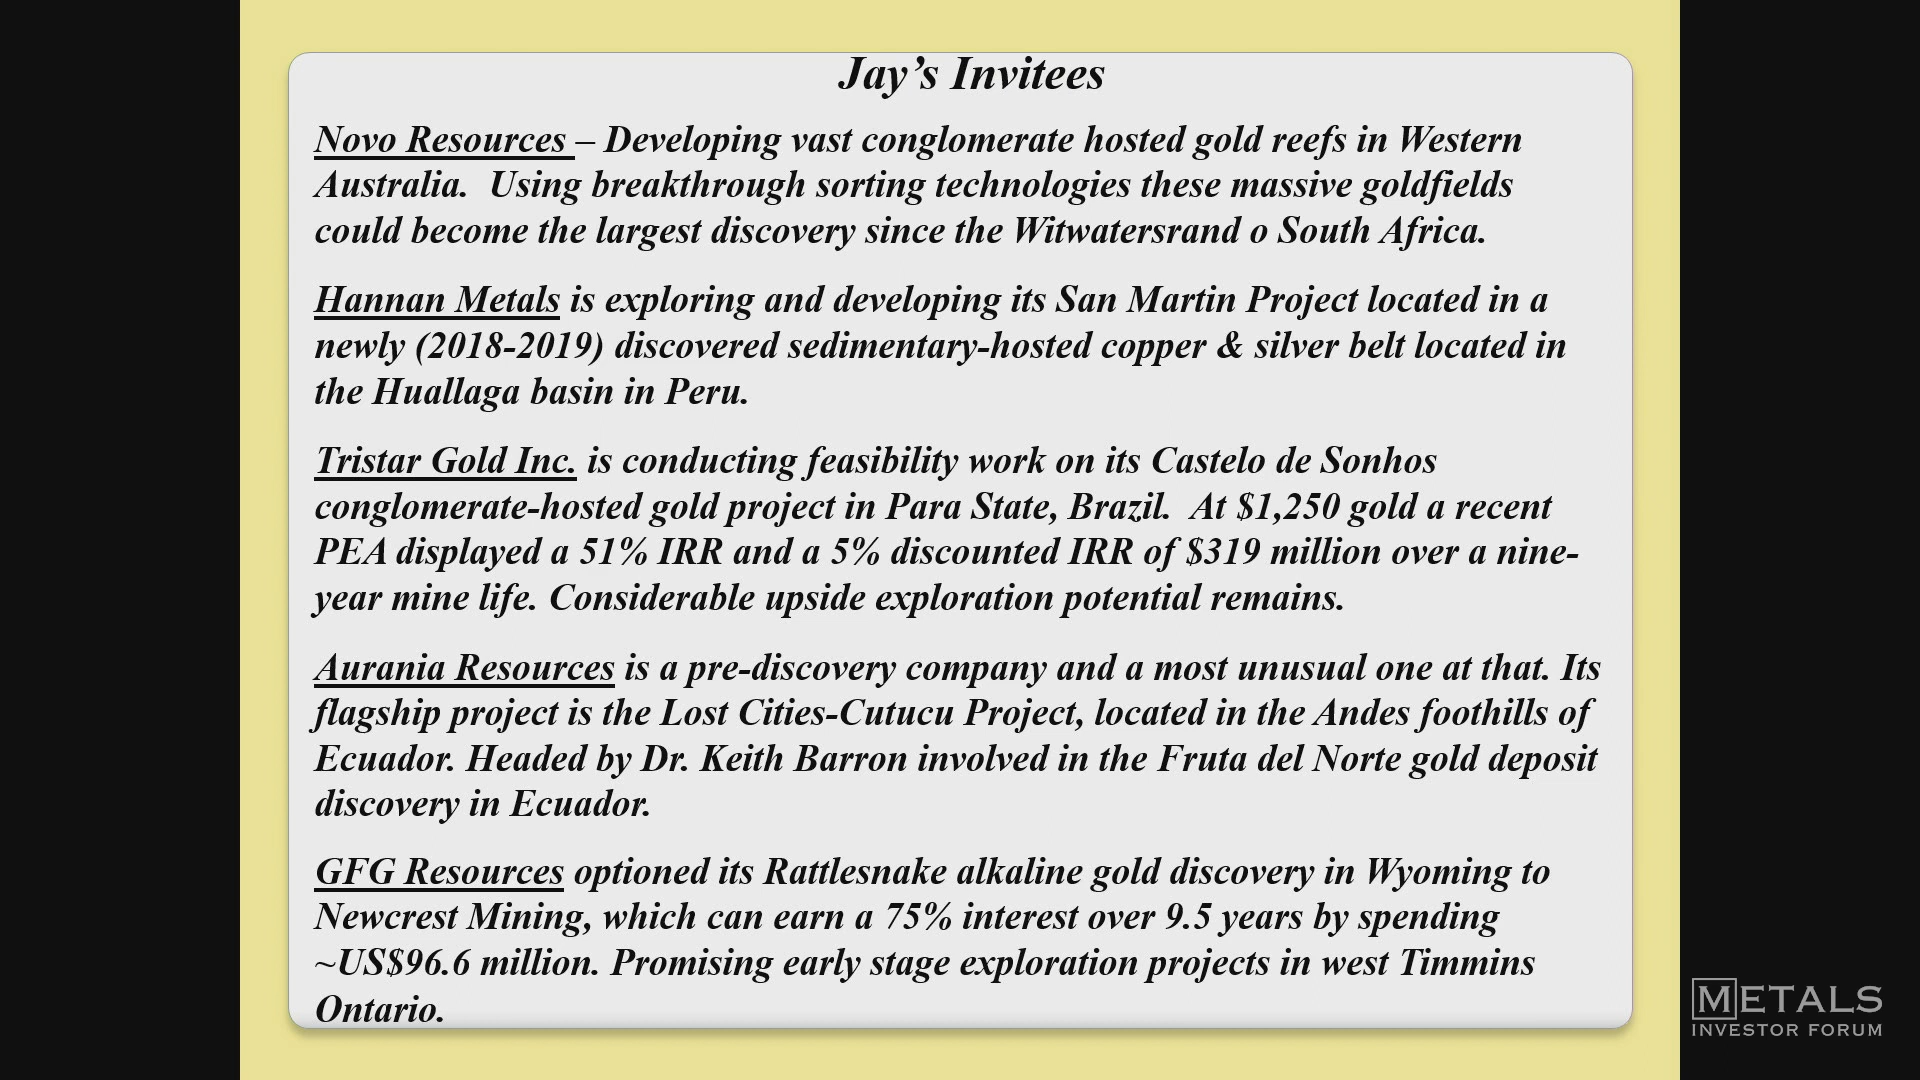 Jay’s Invitees
Novo Resources – Developing vast conglomerate hosted gold reefs in Western
Australia.  Using breakthrough sorting technologies these massive goldfields
could become the largest discovery since the Witwatersrand o South Africa.
Hannan Metals is exploring and developing its San Martin Project located in a
newly (2018-2019) discovered sedimentary-hosted copper & silver belt located in
the Huallaga basin in Peru.
Tristar Gold Inc. is conducting feasibility work on its Castelo de Sonhos
conglomerate-hosted gold project in Para State, Brazil.  At $1,250 gold a recent
PEA displayed a 51% IRR and a 5% discounted IRR of $319 million over a nine-
year mine life. Considerable upside exploration potential remains.
Aurania Resources is a pre-discovery company and a most unusual one at that. Its
flagship project is the Lost Cities-Cutucu Project, located in the Andes foothills of
Ecuador. Headed by Dr. Keith Barron involved in the Fruta del Norte gold deposit
discovery in Ecuador.
GFG Resources optioned its Rattlesnake alkaline gold discovery in Wyoming to
Newcrest Mining, which can earn a 75% interest over 9.5 years by spending
~US$96.6 million. Promising early stage exploration projects in west Timmins
Ontario.
METALS
INVESTOR FORUM